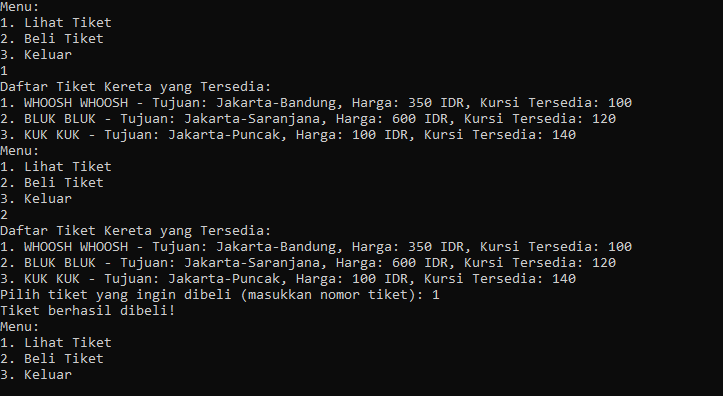 Menu:
1. Lihat Tiket
2. Beli Tiket
3. Keluar
1
Daftar Tiket Kereta yang Tersedia:
1. WHOOSH WHOOSH - Tujuan: Jakarta-Bandung, Harga: 350 IDR, Kursi Tersedia: 100
2. BLUK BLUK - Tujuan: Jakarta-Saranjana, Harga: 600 IDR, Kursi Tersedia: 120
3. KUK KUK - Tujuan: Jakarta-Puncak, Harga: 100 IDR, Kursi Tersedia: 140
Menu:
1. Lihat Tiket
2. Beli Tiket
3. Keluar
2
Daftar Tiket Kereta yang Tersedia:
1. WHOOSH WHOOSH - Tujuan: Jakarta-Bandung, Harga: 350 IDR, Kursi Tersedia: 100
2. BLUK BLUK - Tujuan: Jakarta-Saranjana, Harga: 600 IDR, Kursi Tersedia: 120
3. KUK KUK - Tujuan: Jakarta-Puncak, Harga: 100 IDR, Kursi Tersedia: 140
Pilih tiket yang ingin dibeli (masukkan nomor tiket): 1
Tiket berhasil dibeli!
Menu:
1. Lihat Tiket
2. Beli Tiket
3. Keluar